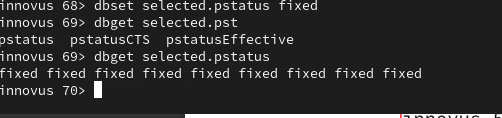 innovus 68> dbset selected.pstatus fixed
innovus 69> dbget selected.pst
pstatus  pstatusCTS  pstatusEffective
innovus 69> dbget selected.pstatus
fixed fixed fixed fixed fixed fixed fixed fixed fixed
innovus 70>